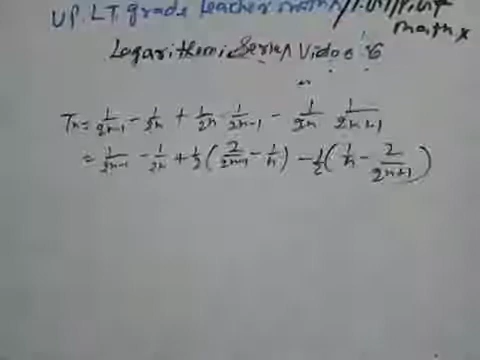 UP. LT grade teacher math x / P.
math x
Logarithmic Series Video 6
Tn = 1/2n-1 - 1/2n + 1/2n 1/2n-1 - 1/2n 1/2n+1
= 1/2n-1 - 1/2n + 1/2 ( 2/2n-1 - 1/n ) - 1/2 ( 1/n - 2/2n+1 )